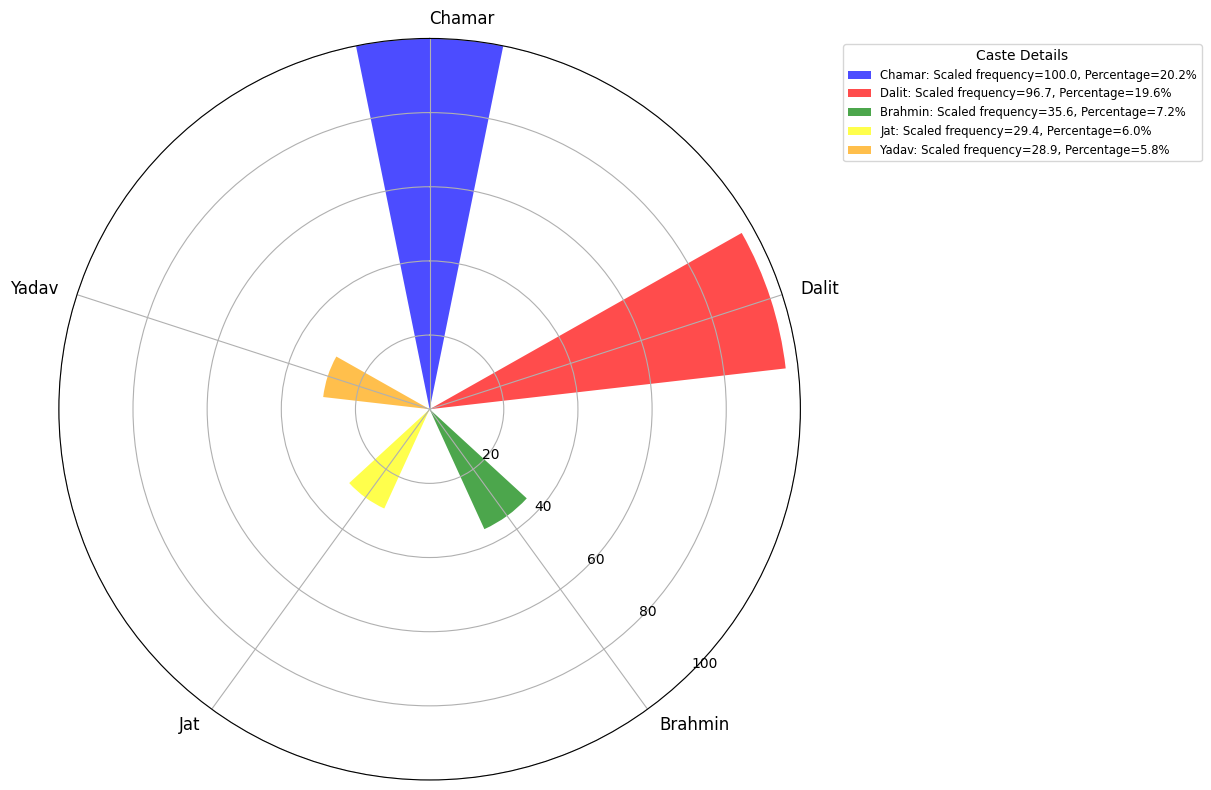 Chamar
Caste Details
Chamar: Scaled frequency=100.0, Percentage=20.2%
Dalit: Scaled frequency=96.7, Percentage=19.6%
Brahmin: Scaled frequency=35.6, Percentage=7.2%
Jat: Scaled frequency=29.4, Percentage=6.0%
Yadav: Scaled frequency=28.9, Percentage=5.8%
Yadav
Dalit
20
40
60
80
100
Jat
Brahmin